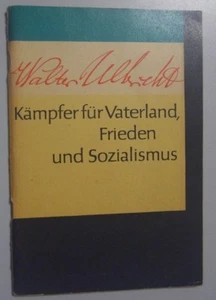 Walter Ulbricht
Kämpfer für Vaterland,
Frieden
und Sozialismus